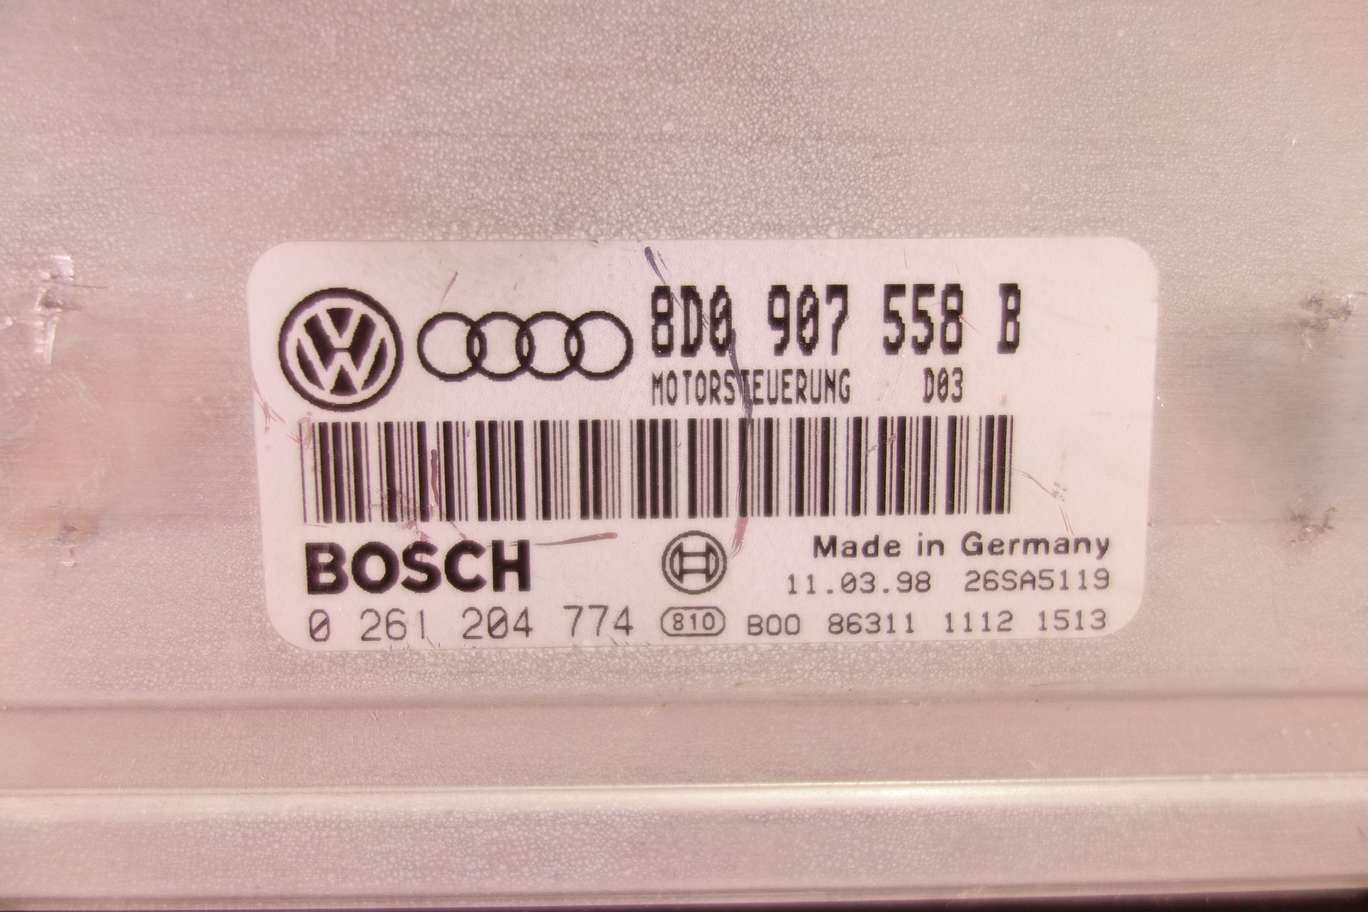 8D0 907 558 B
MOTORSTEUERUNG D03
BOSCH
Made in Germany
11.03.98 26SA5119
0 261 204 774 810 B00 86311 1112 1513